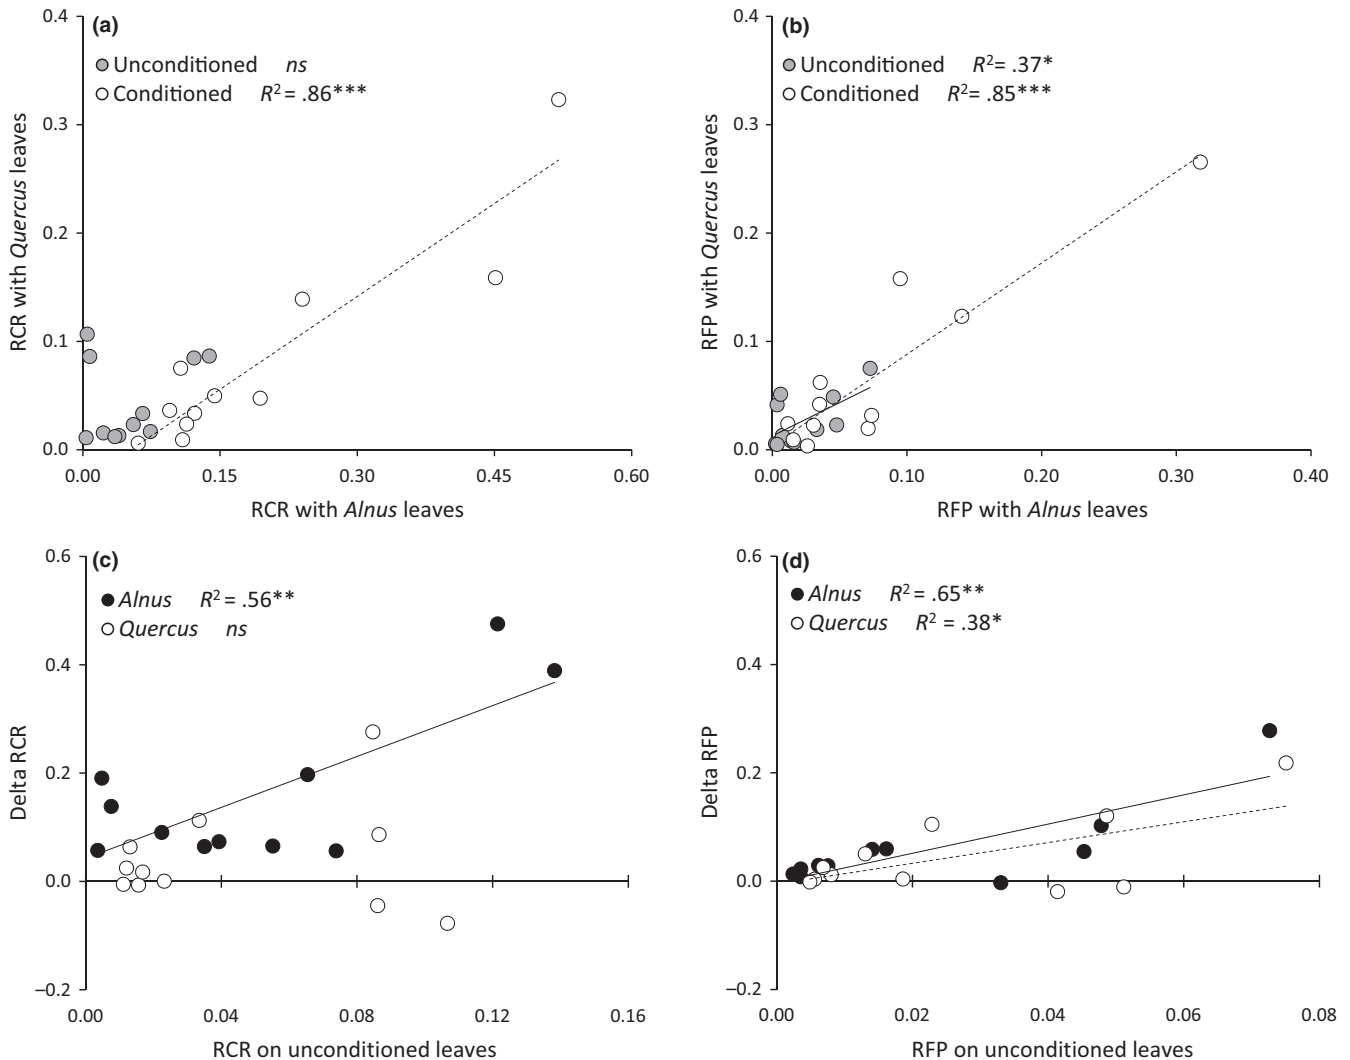 (a)
Unconditioned ns
Conditioned R² = .86***
0.4
0.3
0.2
0.1
0.0
0.00 0.15 0.30 0.45 0.60
RCR with Quercus leaves
RCR with Alnus leaves
(b)
Unconditioned R² = .37*
Conditioned R² = .85***
0.4
0.3
0.2
0.1
0.0
0.00 0.10 0.20 0.30 0.40
RFP with Quercus leaves
RFP with Alnus leaves
(c)
Alnus R² = .56**
Quercus ns
0.6
0.4
0.2
0.0
–0.2
0.00 0.04 0.08 0.12 0.16
Delta RCR
RCR on unconditioned leaves
(d)
Alnus R² = .65**
Quercus R² = .38*
0.6
0.4
0.2
0.0
–0.2
0.00 0.02 0.04 0.06 0.08
Delta RFP
RFP on unconditioned leaves